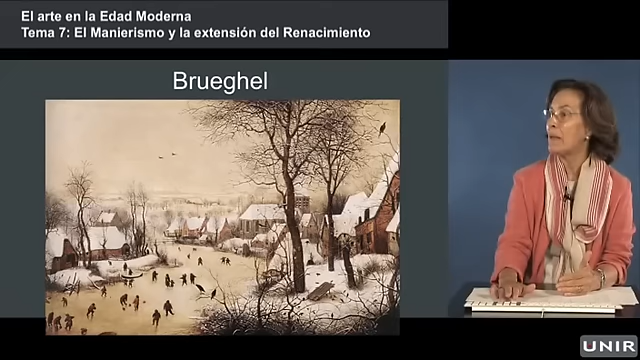 El arte en la Edad Moderna
Tema 7: El Manierismo y la extensión del Renacimiento
Brueghel
UNIR